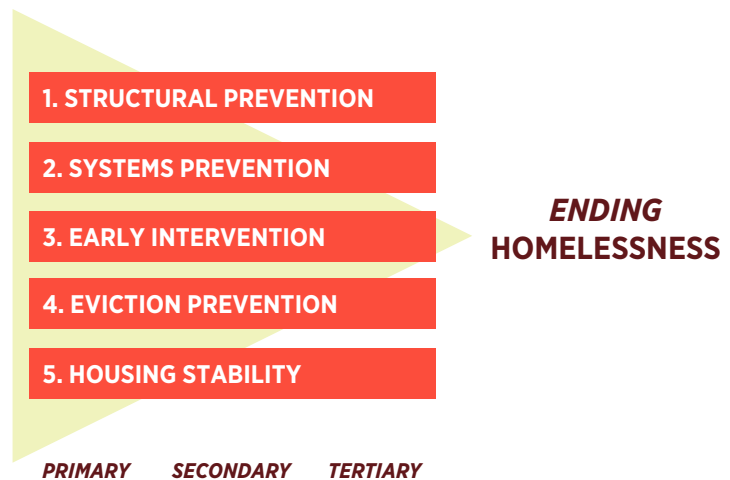 1. STRUCTURAL PREVENTION
2. SYSTEMS PREVENTION
3. EARLY INTERVENTION
4. EVICTION PREVENTION
5. HOUSING STABILITY
ENDING
HOMELESSNESS
PRIMARY SECONDARY TERTIARY